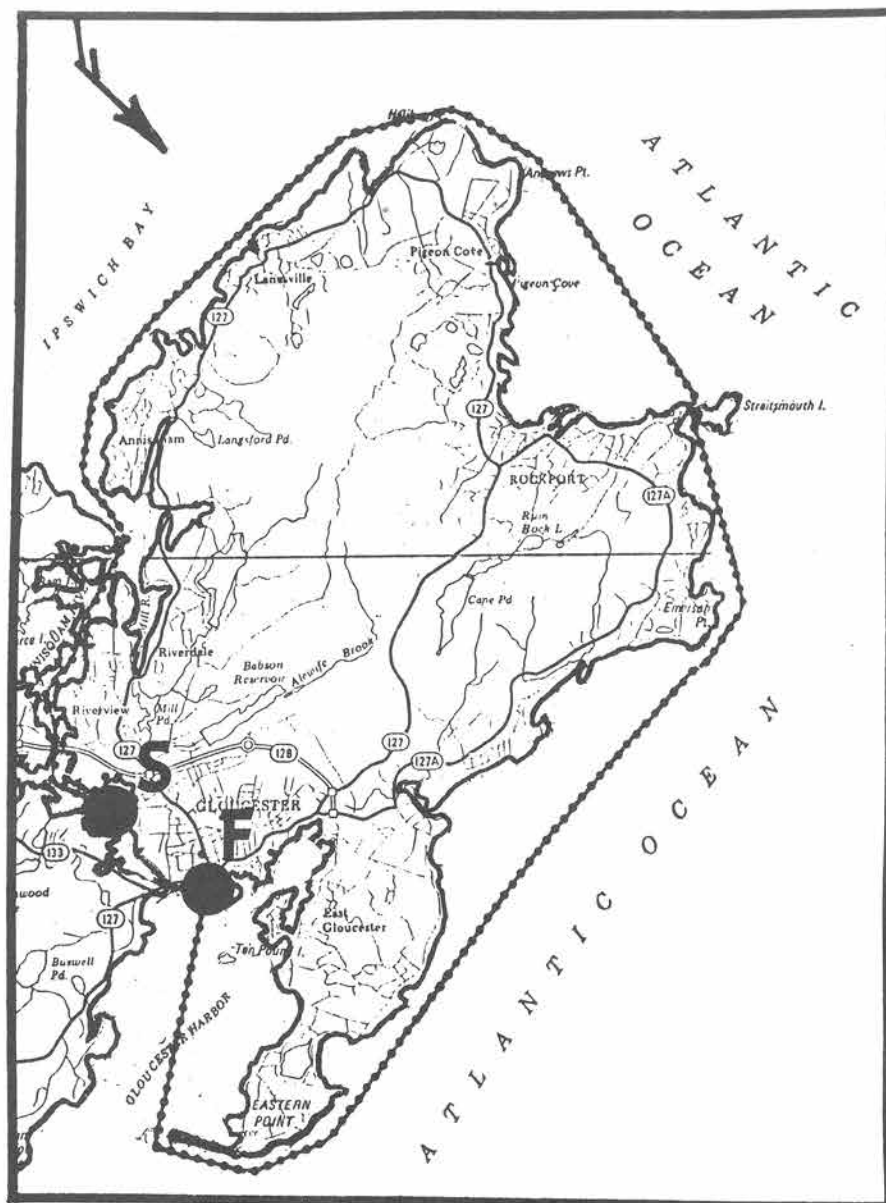 ATLANTIC
OCEAN
Andrews Pt.
IPSWICH BAY
Pigeon Cove
Pigeon Cove
Lanesville
127
Straitsmouth I.
127
Annisquam
Langsford Pd.
ROCKPORT
127A
Cape Pd
Emerson
Pt.
Mill R.
Riverdale
Babson
Reservoir
Alewife Brook
Riverview
Mill
Pd.
127
S
128
127
127A
GLOUCESTER
F
133
127
East
Gloucester
Buswell
Pd.
Ten Pound I.
GLOUCESTER HARBOR
EASTERN
POINT
ATLANTIC OCEAN